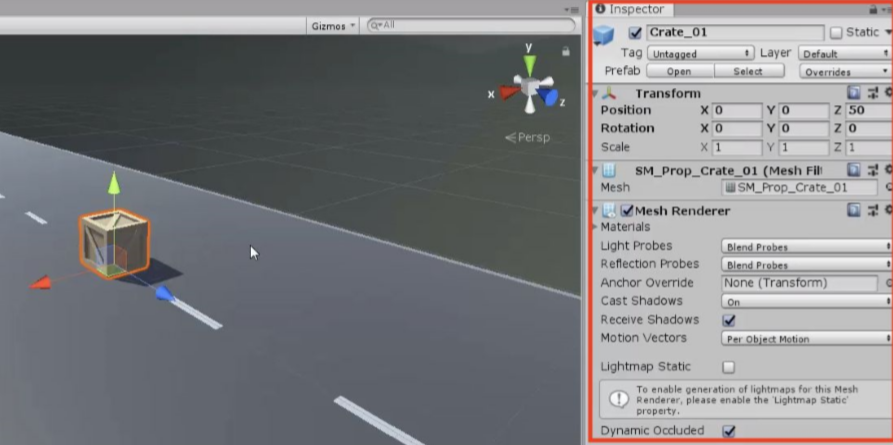 Gizmos
All
y
x
z
Persp
Inspector
Crate_01 Static
Tag Untagged Layer Default
Prefab Open Select Overrides
Transform
Position X 0 Y 0 Z 50
Rotation X 0 Y 0 Z 0
Scale X 1 Y 1 Z 1
SM_Prop_Crate_01 (Mesh Filt
Mesh SM_Prop_Crate_01
Mesh Renderer
Materials
Light Probes Blend Probes
Reflection Probes Blend Probes
Anchor Override None (Transform)
Cast Shadows On
Receive Shadows
Motion Vectors Per Object Motion
Lightmap Static
To enable generation of lightmaps for this Mesh
Renderer, please enable the 'Lightmap Static'
property.
Dynamic Occluded